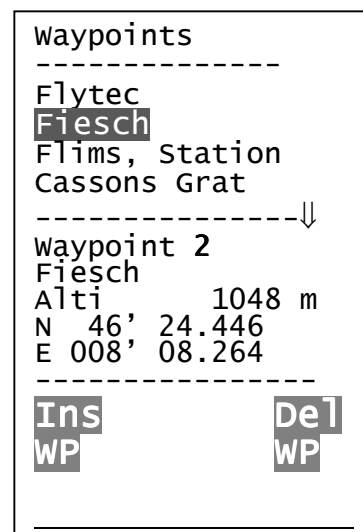 Waypoints
--------------
Flytec
Fiesch
Flims, Station
Cassons Grat
---------------⇓
Waypoint 2
Fiesch
Alti 1048 m
N 46’ 24.446
E 008’ 08.264
----------------
Ins Del
WP WP